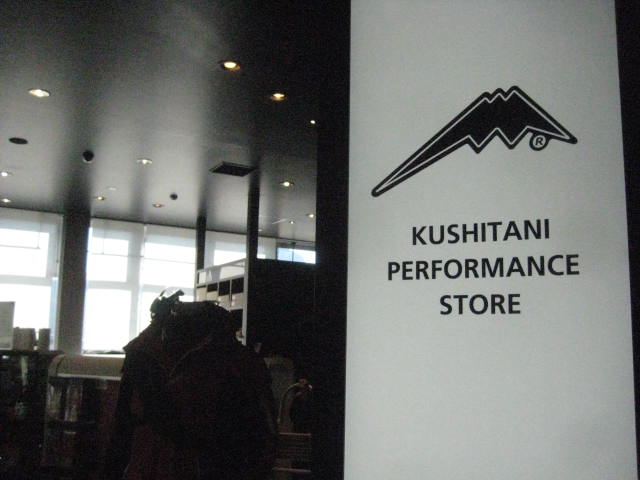 ®
KUSHITANI
PERFORMANCE
STORE